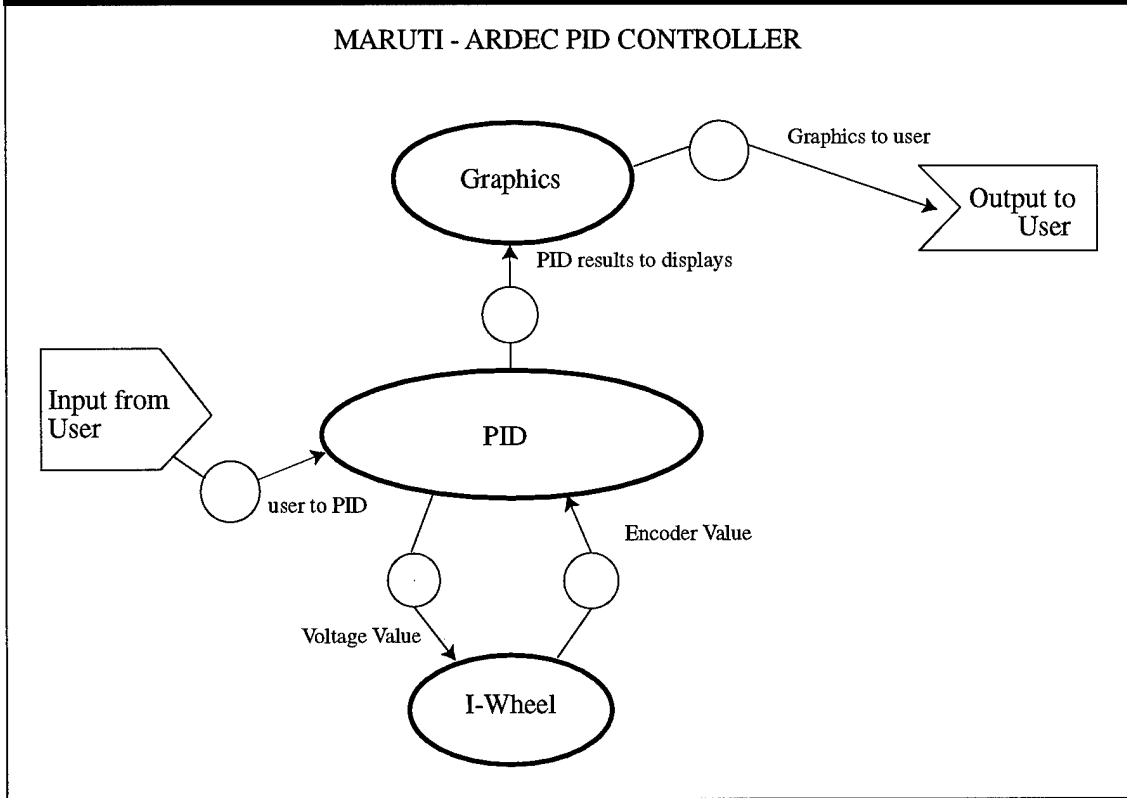 MARUTI - ARDEC PID CONTROLLER
Graphics to user
Graphics
Output to
User
PID results to displays
Input from
User
PID
user to PID
Encoder Value
Voltage Value
I-Wheel